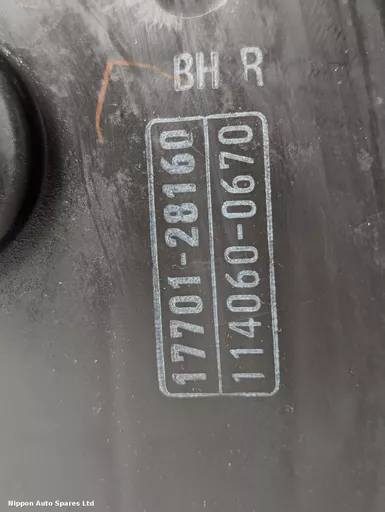 BH R
17701-28160
114060-0670
Nippon Auto Spares Ltd